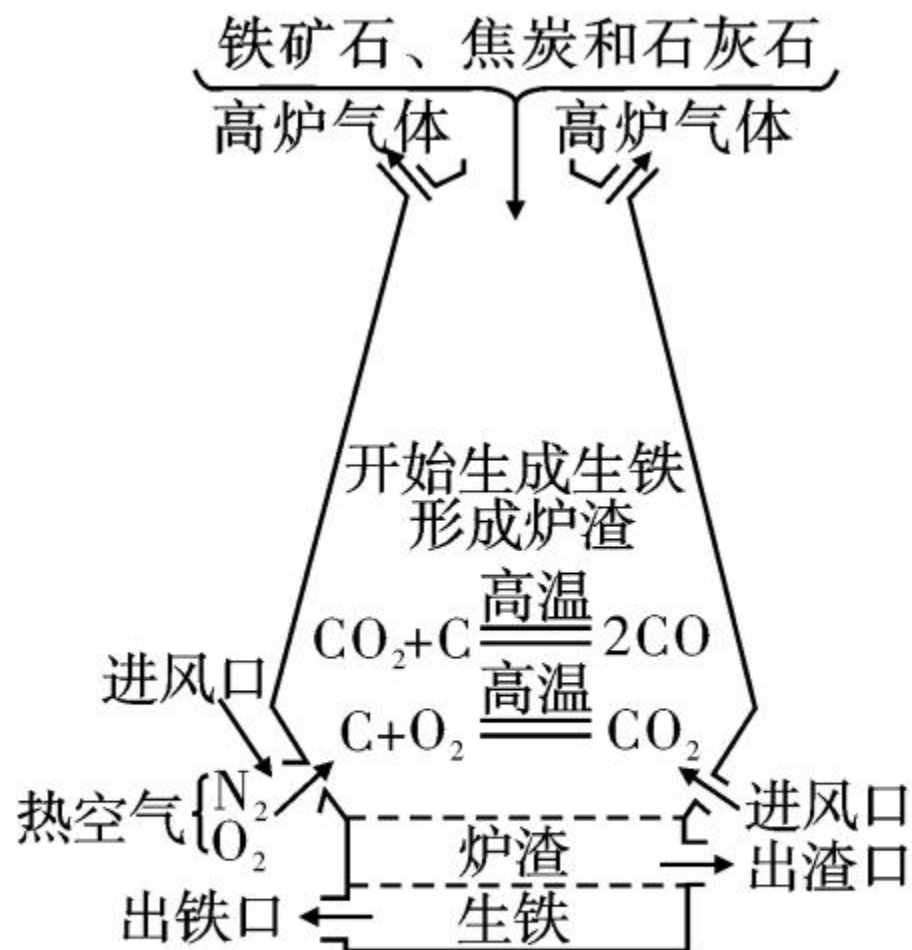 铁矿石、焦炭和石灰石
高炉气体 高炉气体
开始生成生铁
形成炉渣
高温
CO₂+C══2CO
高温
C+O₂══CO₂
进风口
热空气{N₂
O₂
进风口
炉渣
出渣口
出铁口
生铁